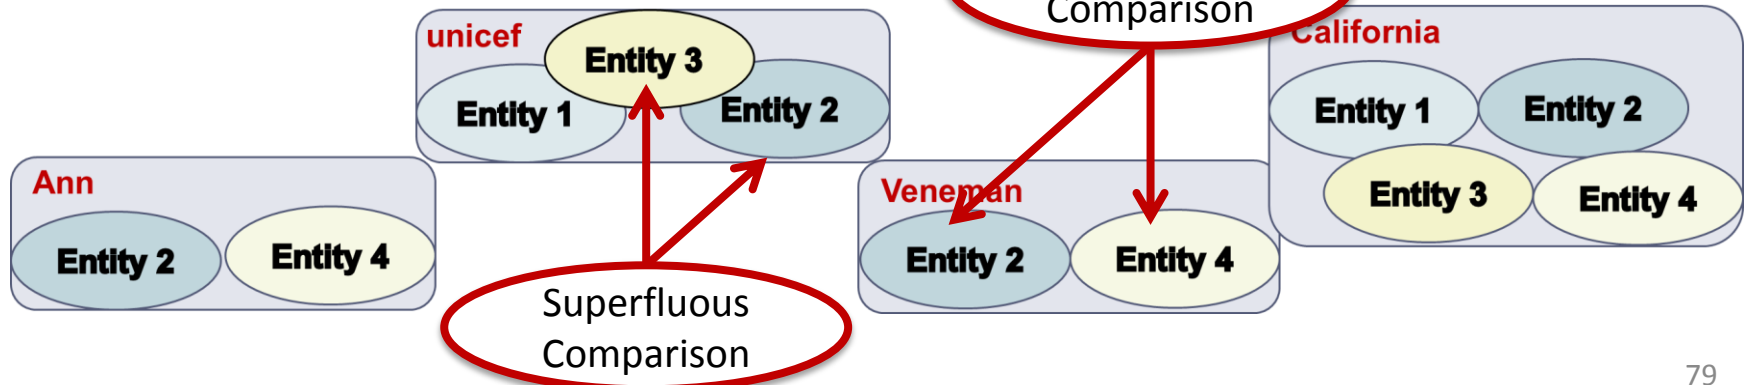 Comparison
unicef
Entity 3
Entity 1
Entity 2
California
Entity 1
Entity 2
Entity 3
Entity 4
Ann
Entity 2
Entity 4
Veneman
Entity 2
Entity 4
Superfluous
Comparison
79